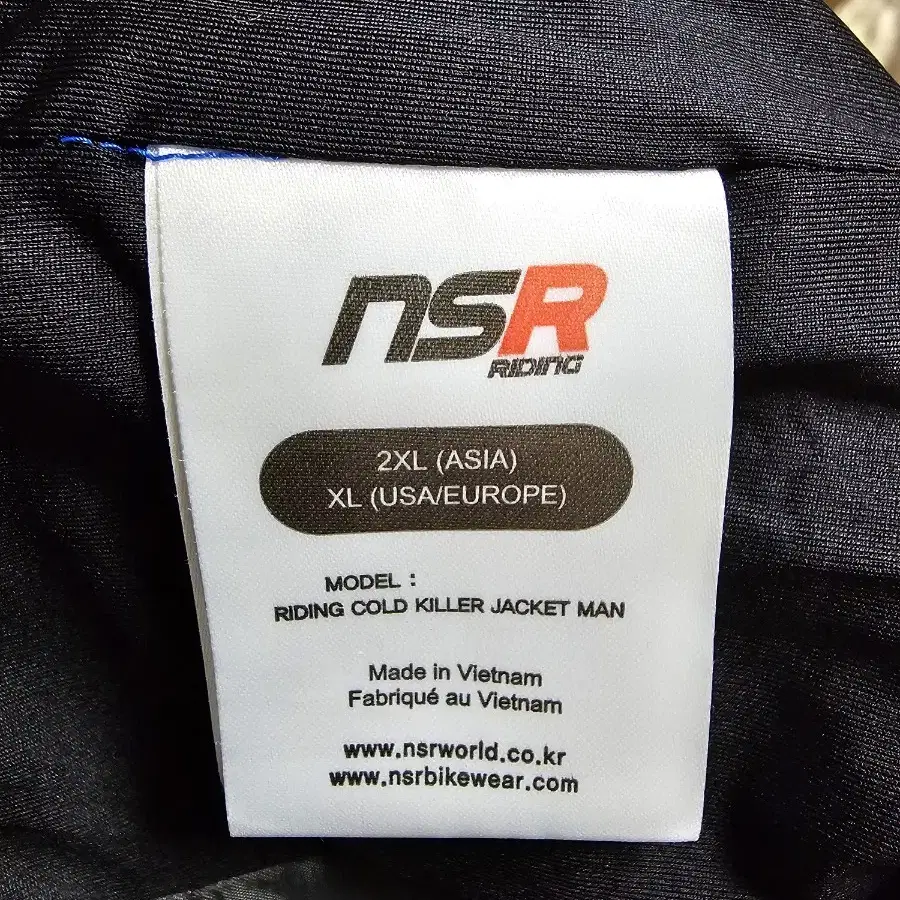 nsR
RIDING
2XL (ASIA)
XL (USA/EUROPE)
MODEL :
RIDING COLD KILLER JACKET MAN
Made in Vietnam
Fabriqué au Vietnam
www.nsrworld.co.kr
www.nsrbikewear.com